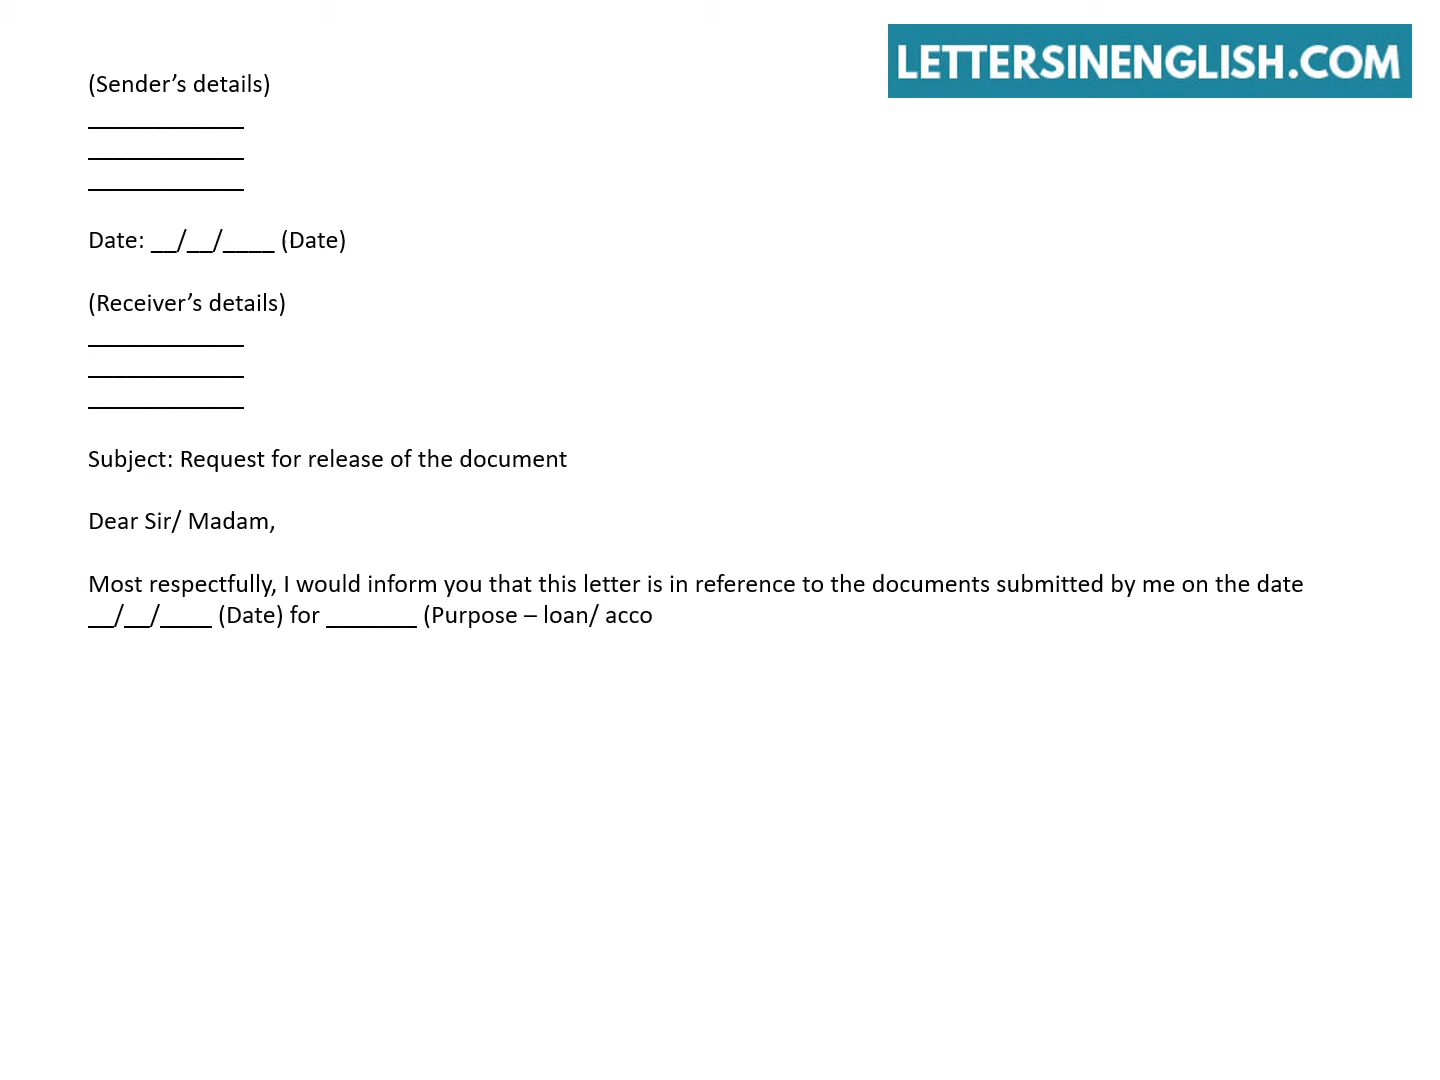 LETTERSINENGLISH.COM
(Sender’s details)
____________
____________
____________
Date: __/__/____ (Date)
(Receiver’s details)
____________
____________
____________
Subject: Request for release of the document
Dear Sir/ Madam,
Most respectfully, I would inform you that this letter is in reference to the documents submitted by me on the date
__/__/____ (Date) for _______ (Purpose – loan/ acco